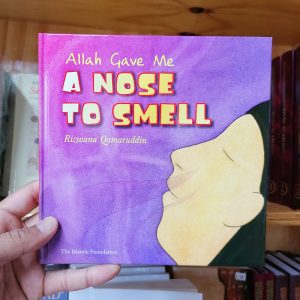 Allah Gave Me
A NOSE
TO SMELL
Rizwana Qamaruddin
The Islamic Foundation